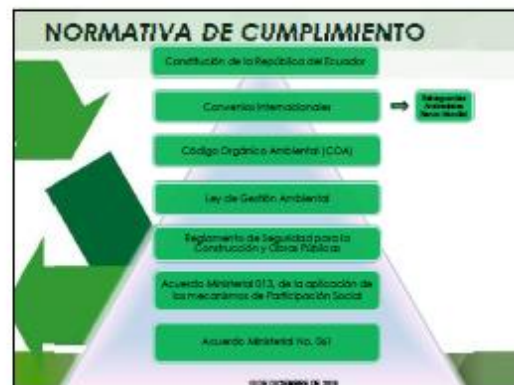 NORMATIVA DE CUMPLIMIENTO
Constitución de la República del Ecuador
Convenios Internacionales
Código Orgánico Ambiental (COA)
Ley de Gestión Ambiental
Reglamento de Seguridad para la
Construcción y Obras Públicas
Acuerdo Ministerial 013, de la aplicación de
los mecanismos de Participación Social
Acuerdo Ministerial No. 061